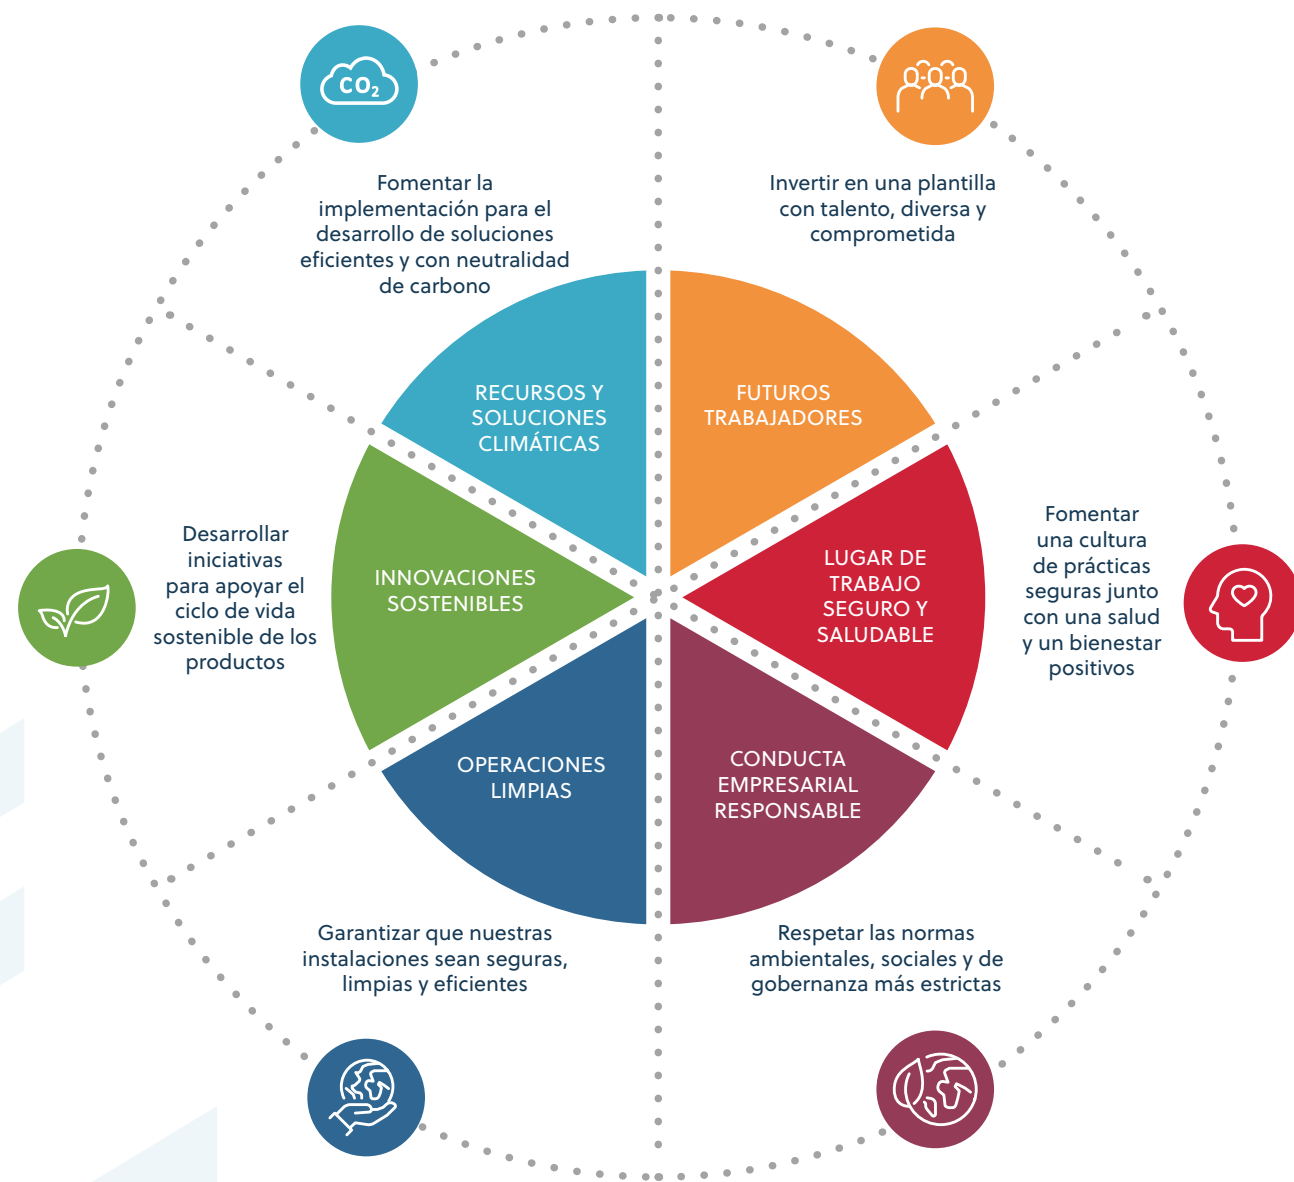 CO₂
Fomentar la
implementación para el
desarrollo de soluciones
eficientes y con neutralidad
de carbono
Invertir en una plantilla
con talento, diversa y
comprometida
RECURSOS Y
SOLUCIONES
CLIMÁTICAS
FUTUROS
TRABAJADORES
Desarrollar
iniciativas
para apoyar el
ciclo de vida
sostenible de los
productos
INNOVACIONES
SOSTENIBLES
LUGAR DE
TRABAJO
SEGURO Y
SALUDABLE
Fomentar
una cultura
de prácticas
seguras junto
con una salud
y un bienestar
positivos
OPERACIONES
LIMPIAS
CONDUCTA
EMPRESARIAL
RESPONSABLE
Garantizar que nuestras
instalaciones sean seguras,
limpias y eficientes
Respetar las normas
ambientales, sociales y de
gobernanza más estrictas